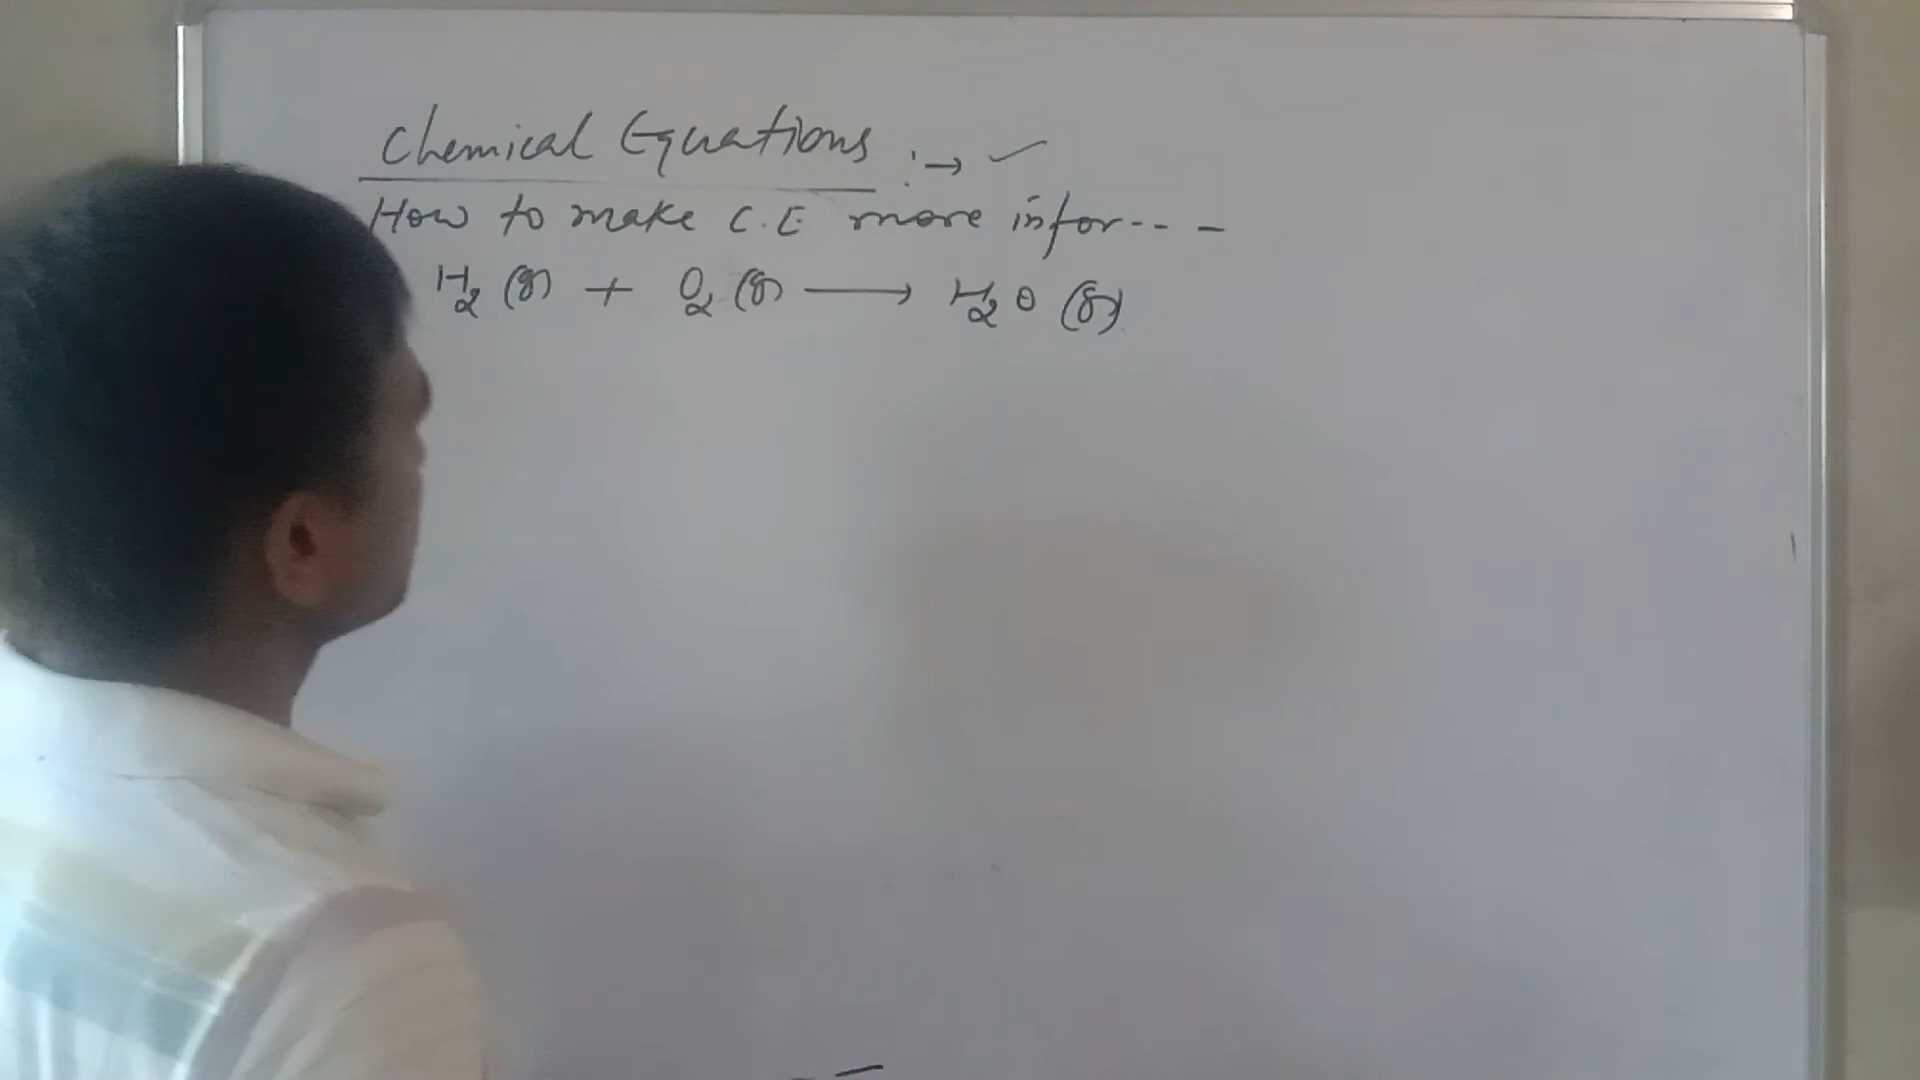 Chemical Equations :→ ✓
How to make C.E more infor---
H₂ (g) + O₂ (g) ⟶ H₂O (g)